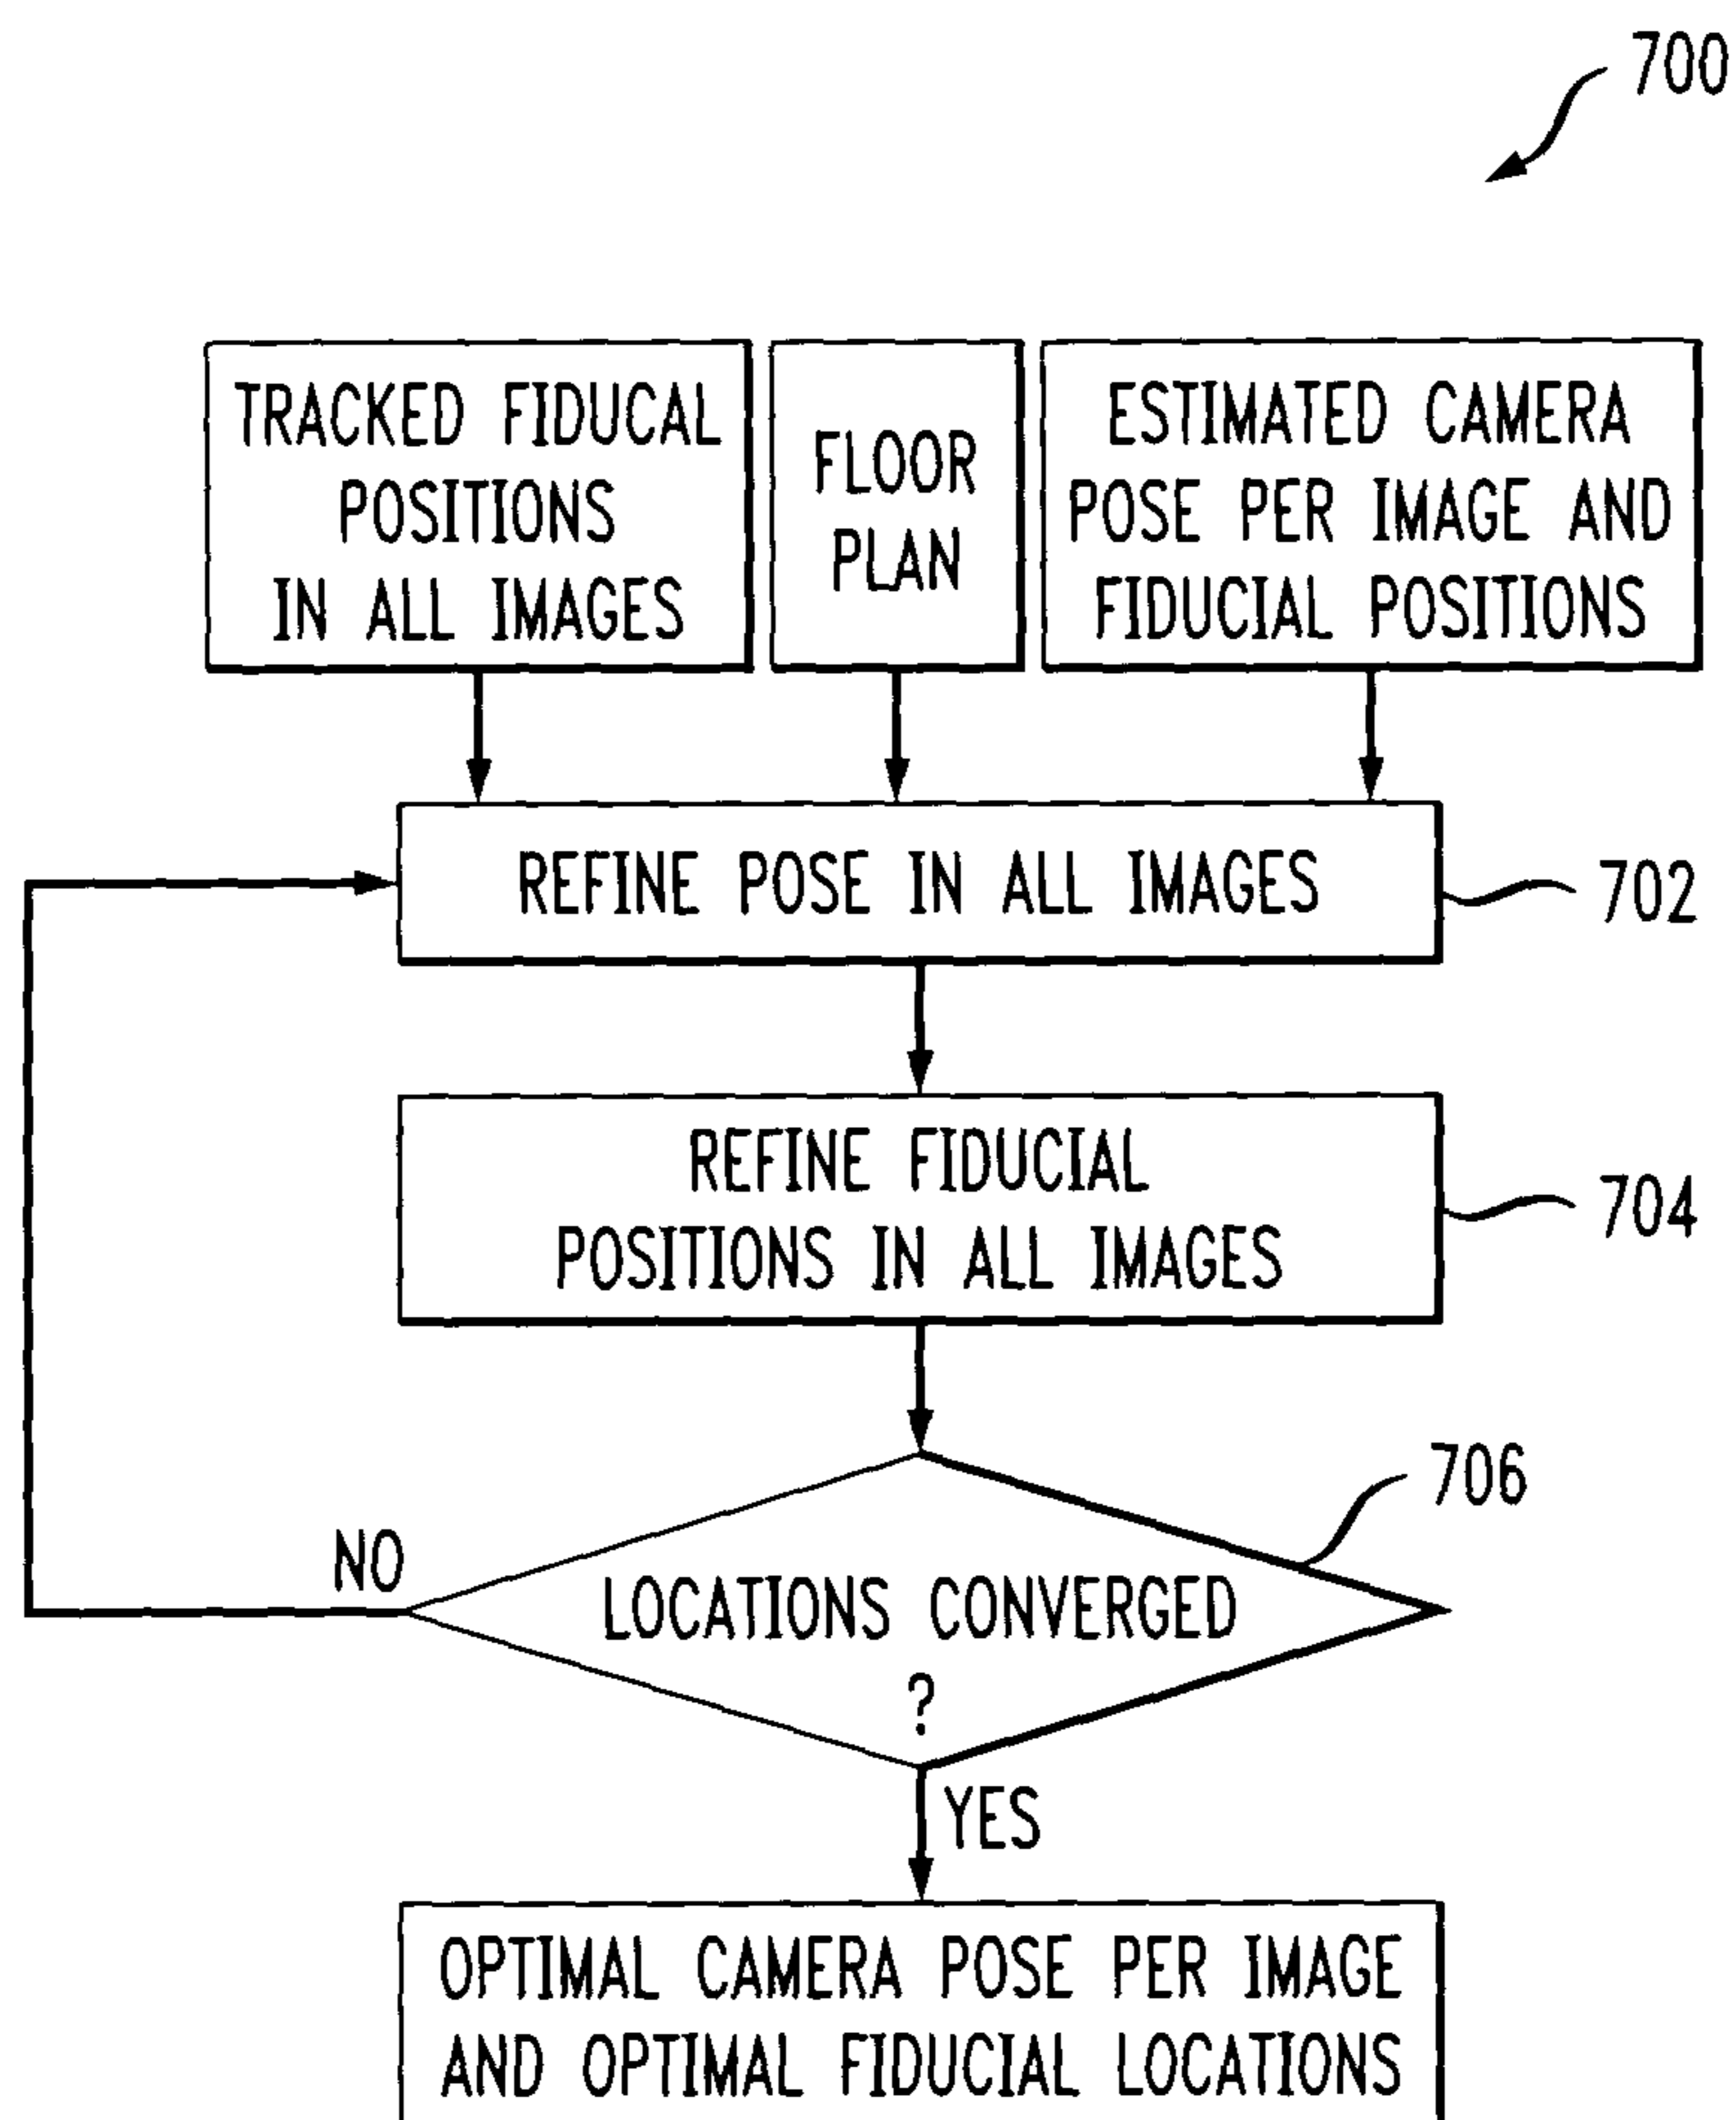 700
TRACKED FIDUCAL
POSITIONS
IN ALL IMAGES
FLOOR
PLAN
ESTIMATED CAMERA
POSE PER IMAGE AND
FIDUCIAL POSITIONS
REFINE POSE IN ALL IMAGES
702
REFINE FIDUCIAL
POSITIONS IN ALL IMAGES
704
706
NO
LOCATIONS CONVERGED
?
YES
OPTIMAL CAMERA POSE PER IMAGE
AND OPTIMAL FIDUCIAL LOCATIONS